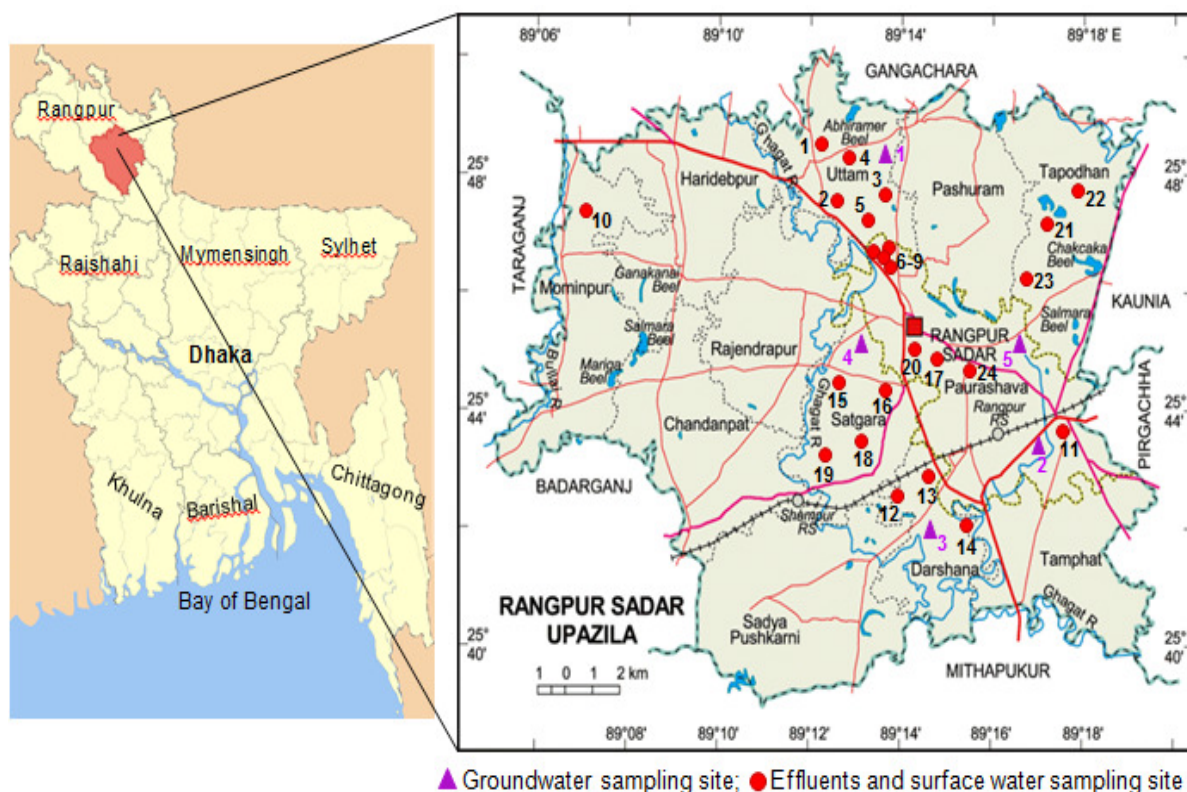 Rangpur
Rajshahi
Mymensingh
Sylhet
Dhaka
Khulna
Barishal
Chittagong
Bay of Bengal
89°06' 89°10' 89°14' 89°18' E
GANGACHARA
25°
48'
25°
48'
Abhiramer
Beel
Ghagat R
1
4
Uttam
1
3
2
5
Haridebpur
Pashuram
Tapodhan
22
21
10
TARAGANJ
6-9
Chakcaka
Beel
23
Ganakanai
Beel
Mominpur
KAUNIA
Salmara
Beel
Salmara
Beel
RANGPUR
SADAR
Paurashava
4
5
Rajendrapur
Mariga
Beel
Bullai R
20
17
24
15
16
Ghagat R
Satgara
Rangpur
RS
25°
44'
25°
44'
PIRGACHHA
Chandanpat
18
19
11
2
BADARGANJ
13
12
Shampur
RS
3
14
Darshana
Tamphat
Ghagat R
RANGPUR SADAR
UPAZILA
Sadya
Pushkarni
25°
40'
25°
40'
1 0 1 2 km
MITHAPUKUR
89°08' 89°10' 89°14' 89°16' 89°18'
Groundwater sampling site; Effluents and surface water sampling site